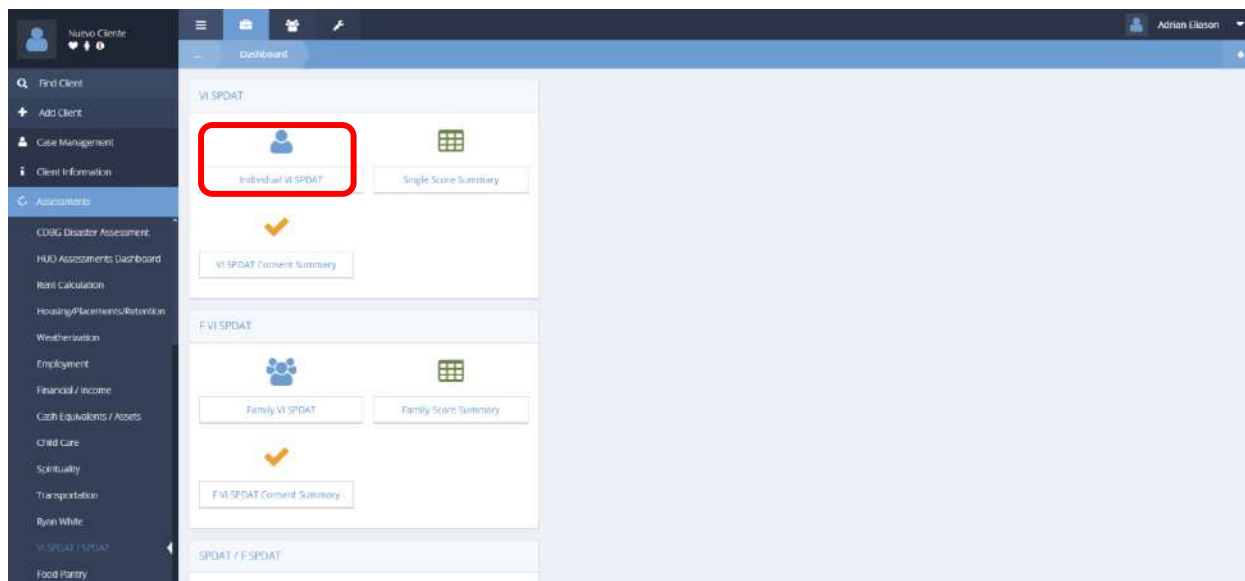 Nuevo Cliente
Adrian Eliason
... Dashboard
Find Client
Add Client
Case Management
Client Information
Assessments
CDBG Disaster Assessment
HUD Assessments Dashboard
Rent Calculation
Housing/Placements/Retention
Weatherization
Employment
Financial / Income
Cash Equivalents / Assets
Child Care
Spirituality
Transportation
Ryan White
VI SPDAT / SPDAT
Food Pantry
VI SPDAT
Individual VI SPDAT
Single Score Summary
VI SPDAT Consent Summary
F VI SPDAT
Family VI SPDAT
Family Score Summary
F VI SPDAT Consent Summary
SPDAT / F SPDAT